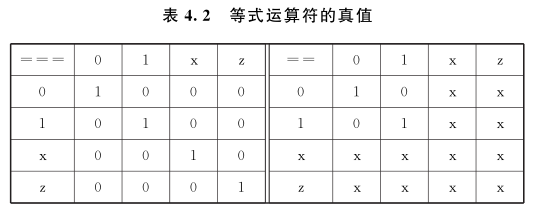 表 4.2 等式运算符的真值
=== 0 1 x z == 0 1 x z
0 1 0 0 0 0 1 0 x x
1 0 1 0 0 1 0 1 x x
x 0 0 1 0 x x x x x
z 0 0 0 1 z x x x x